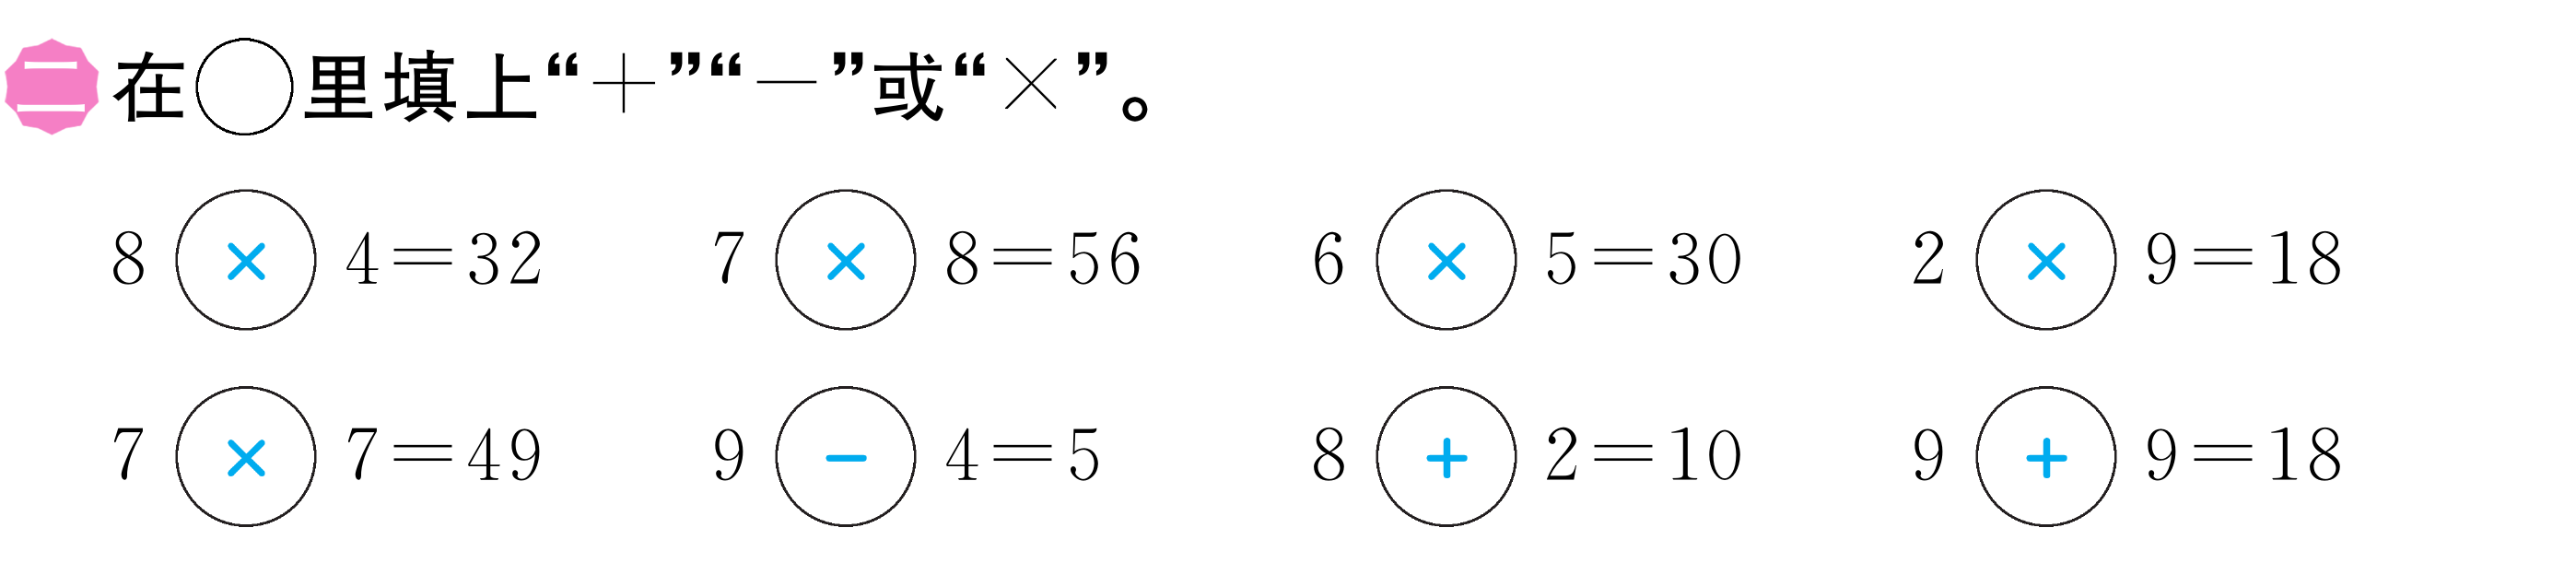 二 在○里填上“＋”“－”或“×”。
8 × 4=32 7 × 8=56 6 × 5=30 2 × 9=18
7 × 7=49 9 － 4=5 8 + 2=10 9 + 9=18